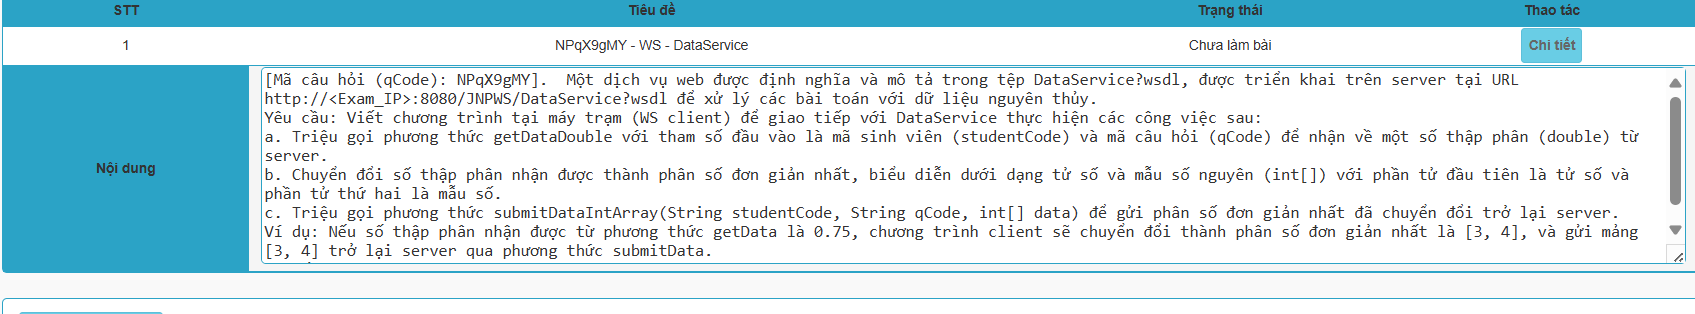 STT Tiêu đề Trạng thái Thao tác
1 NPqX9gMY - WS - DataService Chưa làm bài Chi tiết
Nội dung
[Mã câu hỏi (qCode): NPqX9gMY].  Một dịch vụ web được định nghĩa và mô tả trong tệp DataService?wsdl, được triển khai trên server tại URL
http://<Exam_IP>:8080/JNPWS/DataService?wsdl để xử lý các bài toán với dữ liệu nguyên thủy.
Yêu cầu: Viết chương trình tại máy trạm (WS client) để giao tiếp với DataService thực hiện các công việc sau:
a. Triệu gọi phương thức getDataDouble với tham số đầu vào là mã sinh viên (studentCode) và mã câu hỏi (qCode) để nhận về một số thập phân (double) từ
server.
b. Chuyển đổi số thập phân nhận được thành phân số đơn giản nhất, biểu diễn dưới dạng tử số và mẫu số nguyên (int[]) với phần tử đầu tiên là tử số và
phần tử thứ hai là mẫu số.
c. Triệu gọi phương thức submitDataIntArray(String studentCode, String qCode, int[] data) để gửi phân số đơn giản nhất đã chuyển đổi trở lại server.
Ví dụ: Nếu số thập phân nhận được từ phương thức getData là 0.75, chương trình client sẽ chuyển đổi thành phân số đơn giản nhất là [3, 4], và gửi mảng
[3, 4] trở lại server qua phương thức submitData.